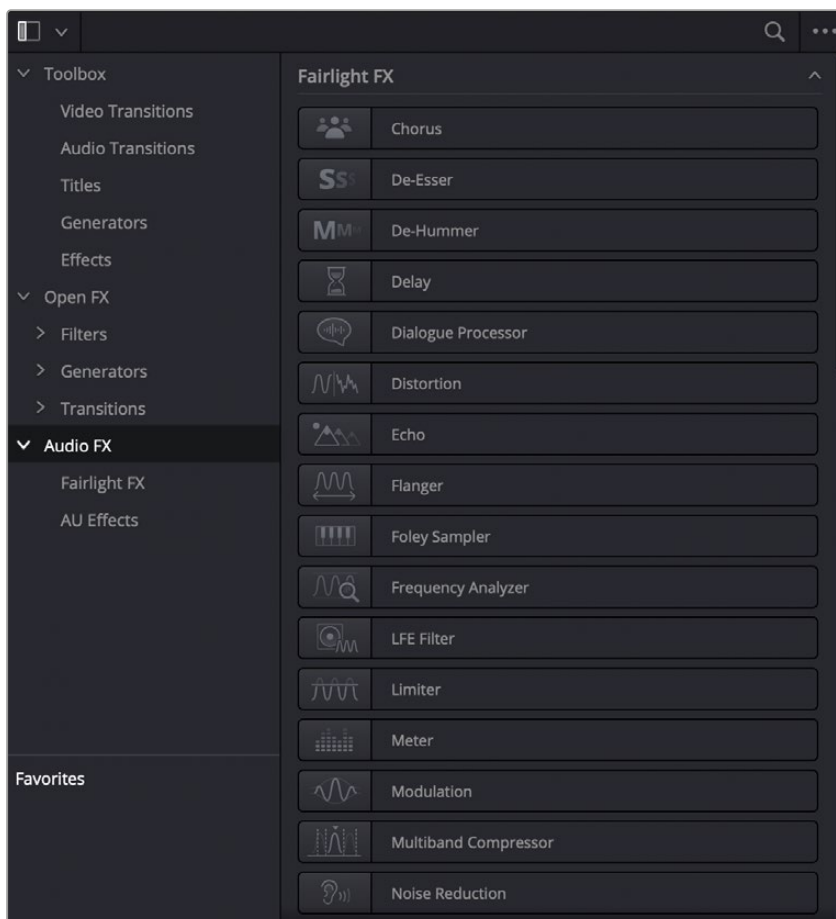 Toolbox
Video Transitions
Audio Transitions
Titles
Generators
Effects
Open FX
Filters
Generators
Transitions
Audio FX
Fairlight FX
AU Effects
Favorites
Fairlight FX
Chorus
SSS De-Esser
MMM De-Hummer
Delay
Dialogue Processor
Distortion
Echo
Flanger
Foley Sampler
Frequency Analyzer
LFE Filter
Limiter
Meter
Modulation
Multiband Compressor
Noise Reduction